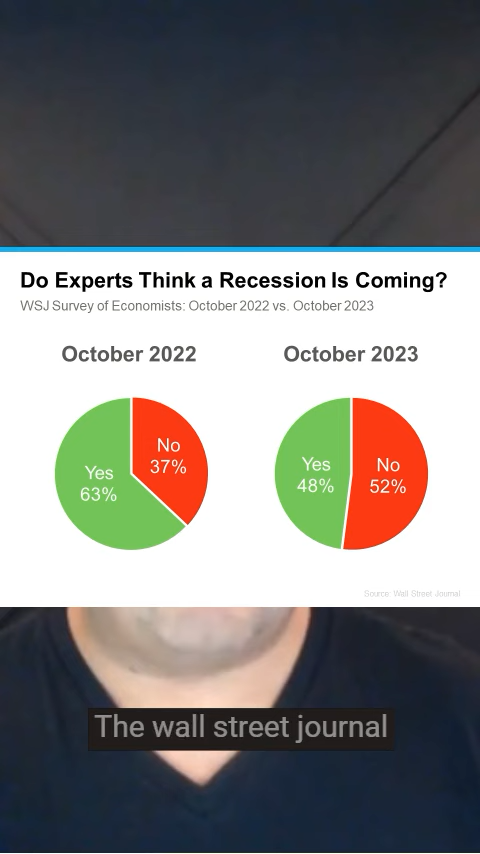 Do Experts Think a Recession Is Coming?
WSJ Survey of Economists: October 2022 vs. October 2023
October 2022
October 2023
No
37%
Yes
63%
Yes
48%
No
52%
Source: Wall Street Journal
The wall street journal